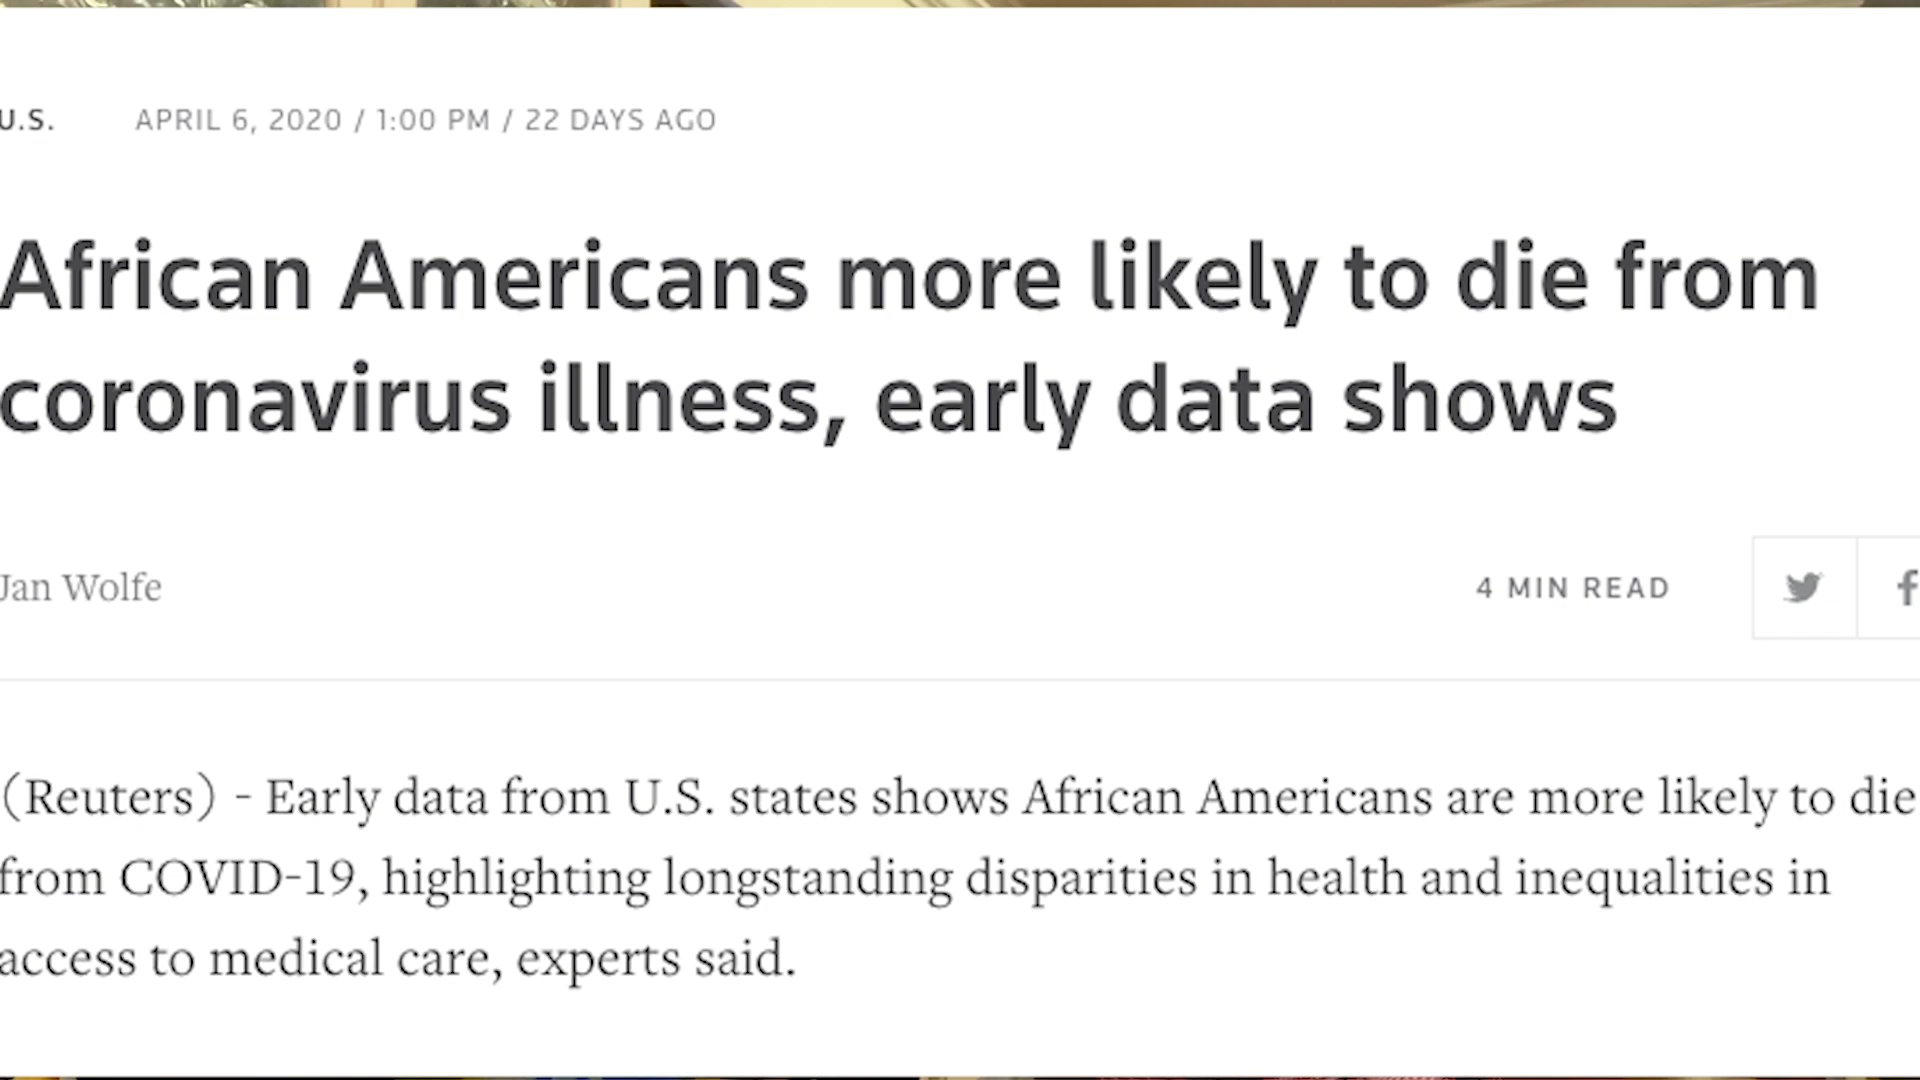 U.S. APRIL 6, 2020 / 1:00 PM / 22 DAYS AGO
African Americans more likely to die from
coronavirus illness, early data shows
Jan Wolfe 4 MIN READ
(Reuters) - Early data from U.S. states shows African Americans are more likely to die
from COVID-19, highlighting longstanding disparities in health and inequalities in
access to medical care, experts said.